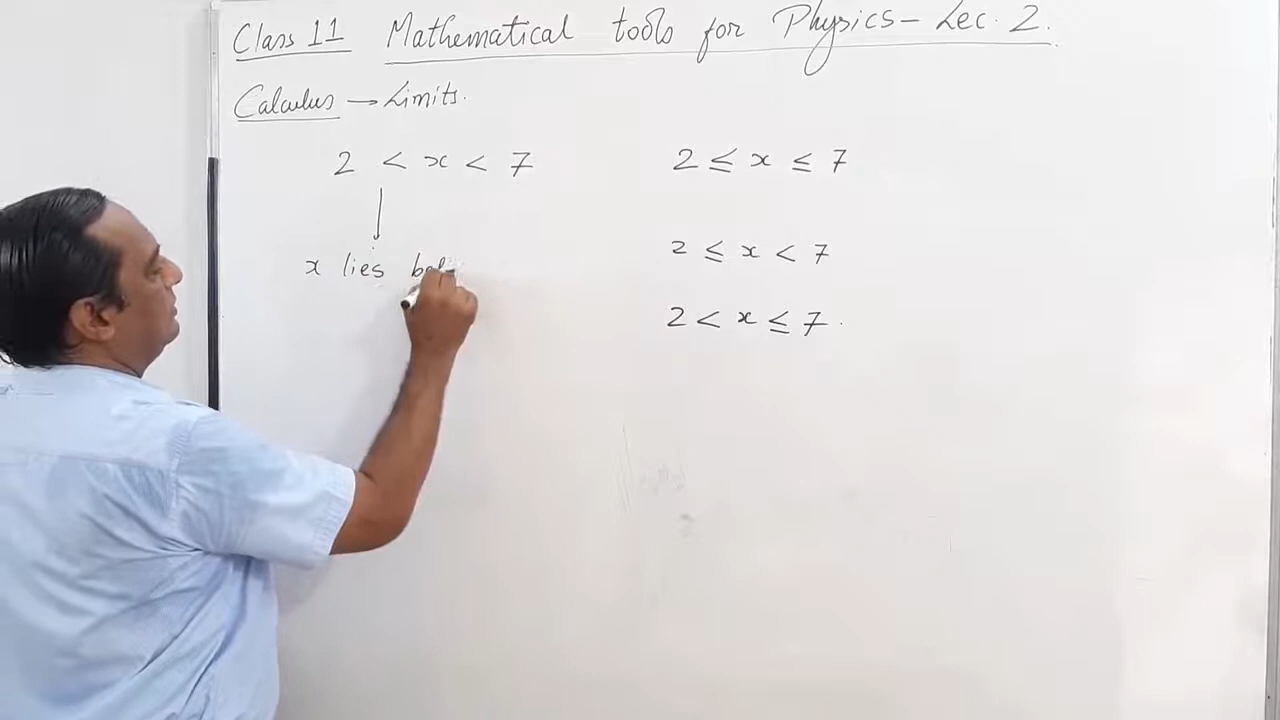 Class 11 Mathematical tools for Physics - Lec. 2.
Calculus → Limits.
2 < x < 7
2 ≤ x ≤ 7
2 ≤ x < 7
x lies
2 < x ≤ 7.